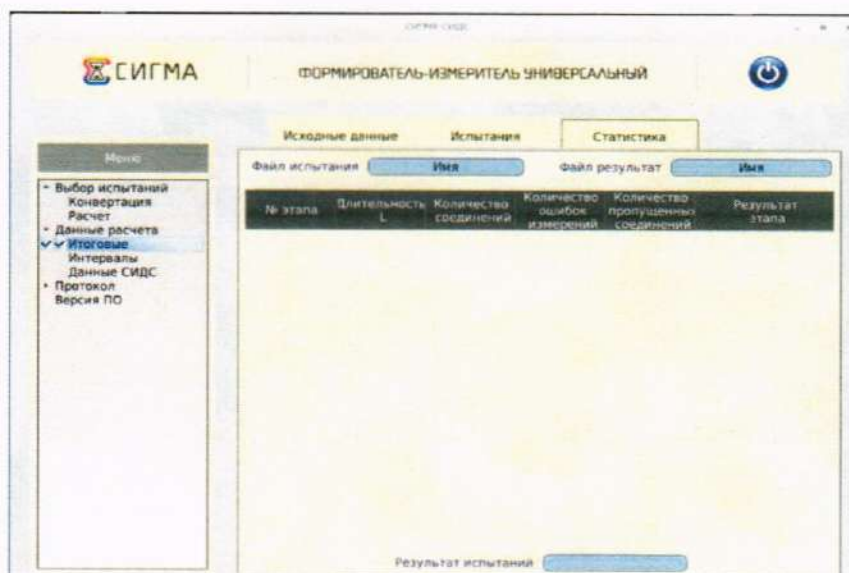 СИГМА СИДС
СИГМА
ФОРМИРОВАТЕЛЬ-ИЗМЕРИТЕЛЬ УНИВЕРСАЛЬНЫЙ
Исходные данные
Испытания
Статистика
Меню
Файл испытания
Имя
Файл результат
Имя
Выбор испытаний
Конвертация
Расчет
Данные расчета
Итоговые
Интервалы
Данные СИДС
Протокол
Версия ПО
№ этапа
Длительность
L
Количество
соединений
Количество
ошибок
измерений
Количество
пропущенных
соединений
Результат
этапа
Результат испытаний